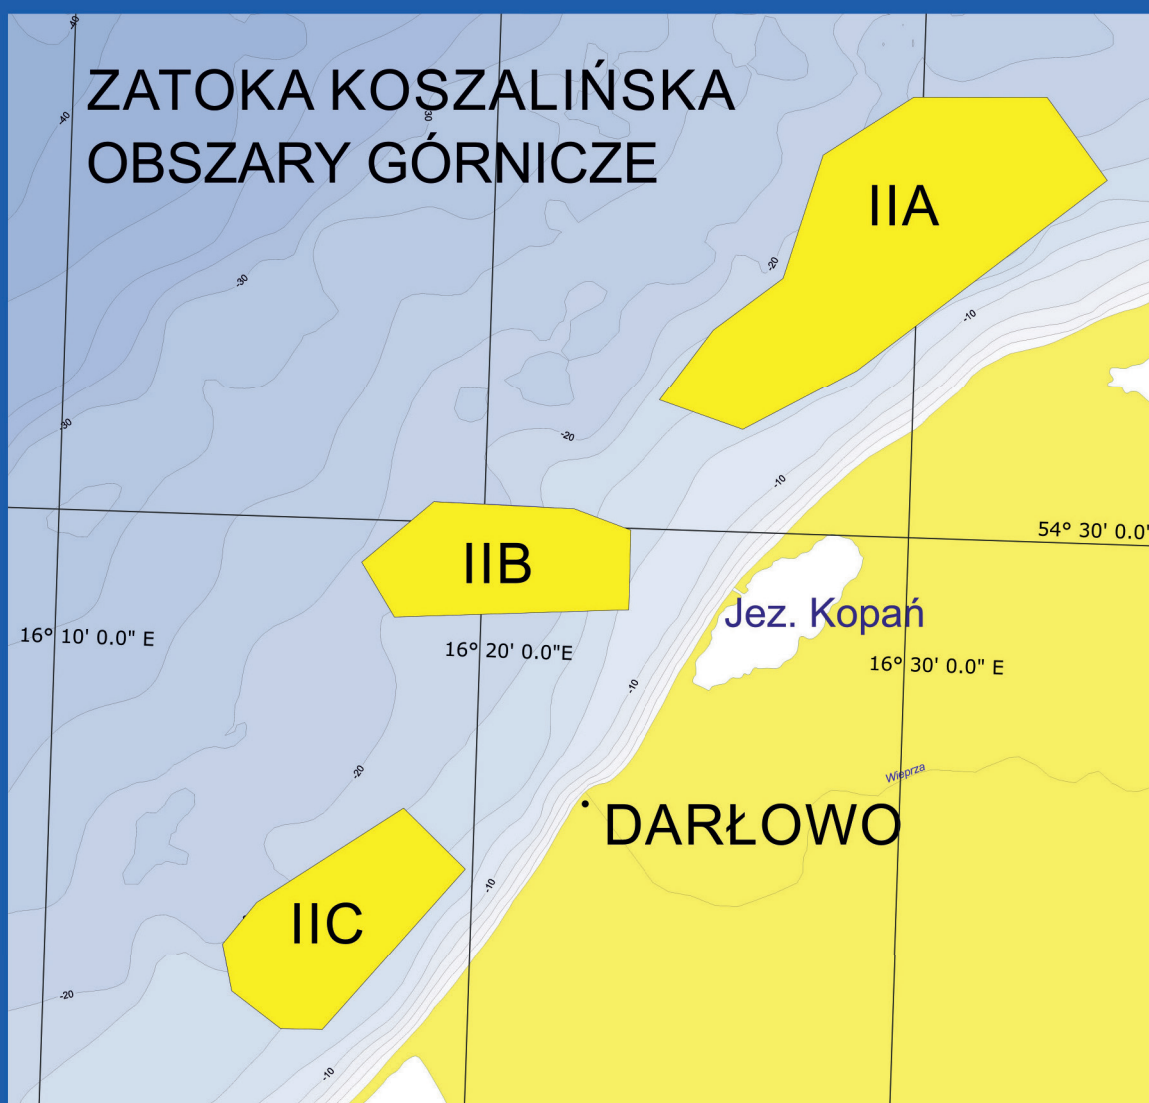 -40
-40
ZATOKA KOSZALIŃSKA
-30
OBSZARY GÓRNICZE
IIA
-20
-30
-10
-30
-20
-10
54° 30' 0.0"
IIB
Jez. Kopań
16° 10' 0.0" E
16° 20' 0.0"E
16° 30' 0.0" E
-10
-20
Wieprza
DARŁOWO
-10
IIC
-20
-10